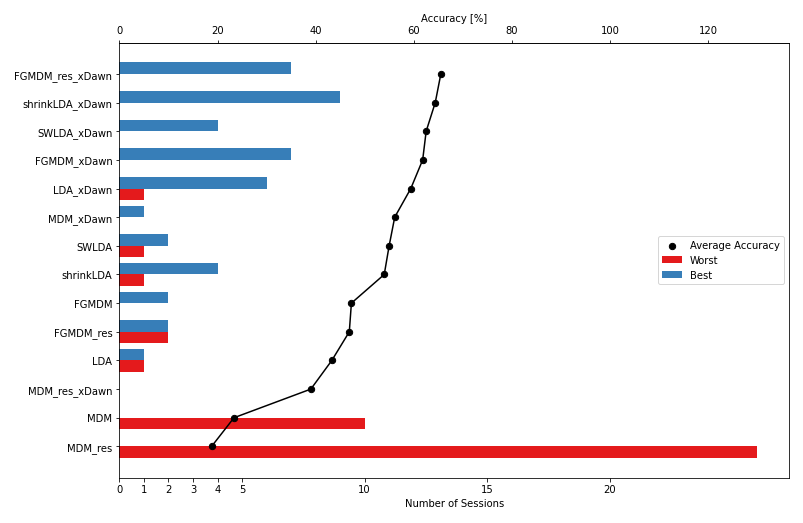 Accuracy [%]
0 20 40 60 80 100 120
FGMDM_res_xDawn
shrinkLDA_xDawn
SWLDA_xDawn
FGMDM_xDawn
LDA_xDawn
MDM_xDawn
SWLDA
shrinkLDA
FGMDM
FGMDM_res
LDA
MDM_res_xDawn
MDM
MDM_res
Average Accuracy
Worst
Best
0 1 2 3 4 5 10 15 20
Number of Sessions